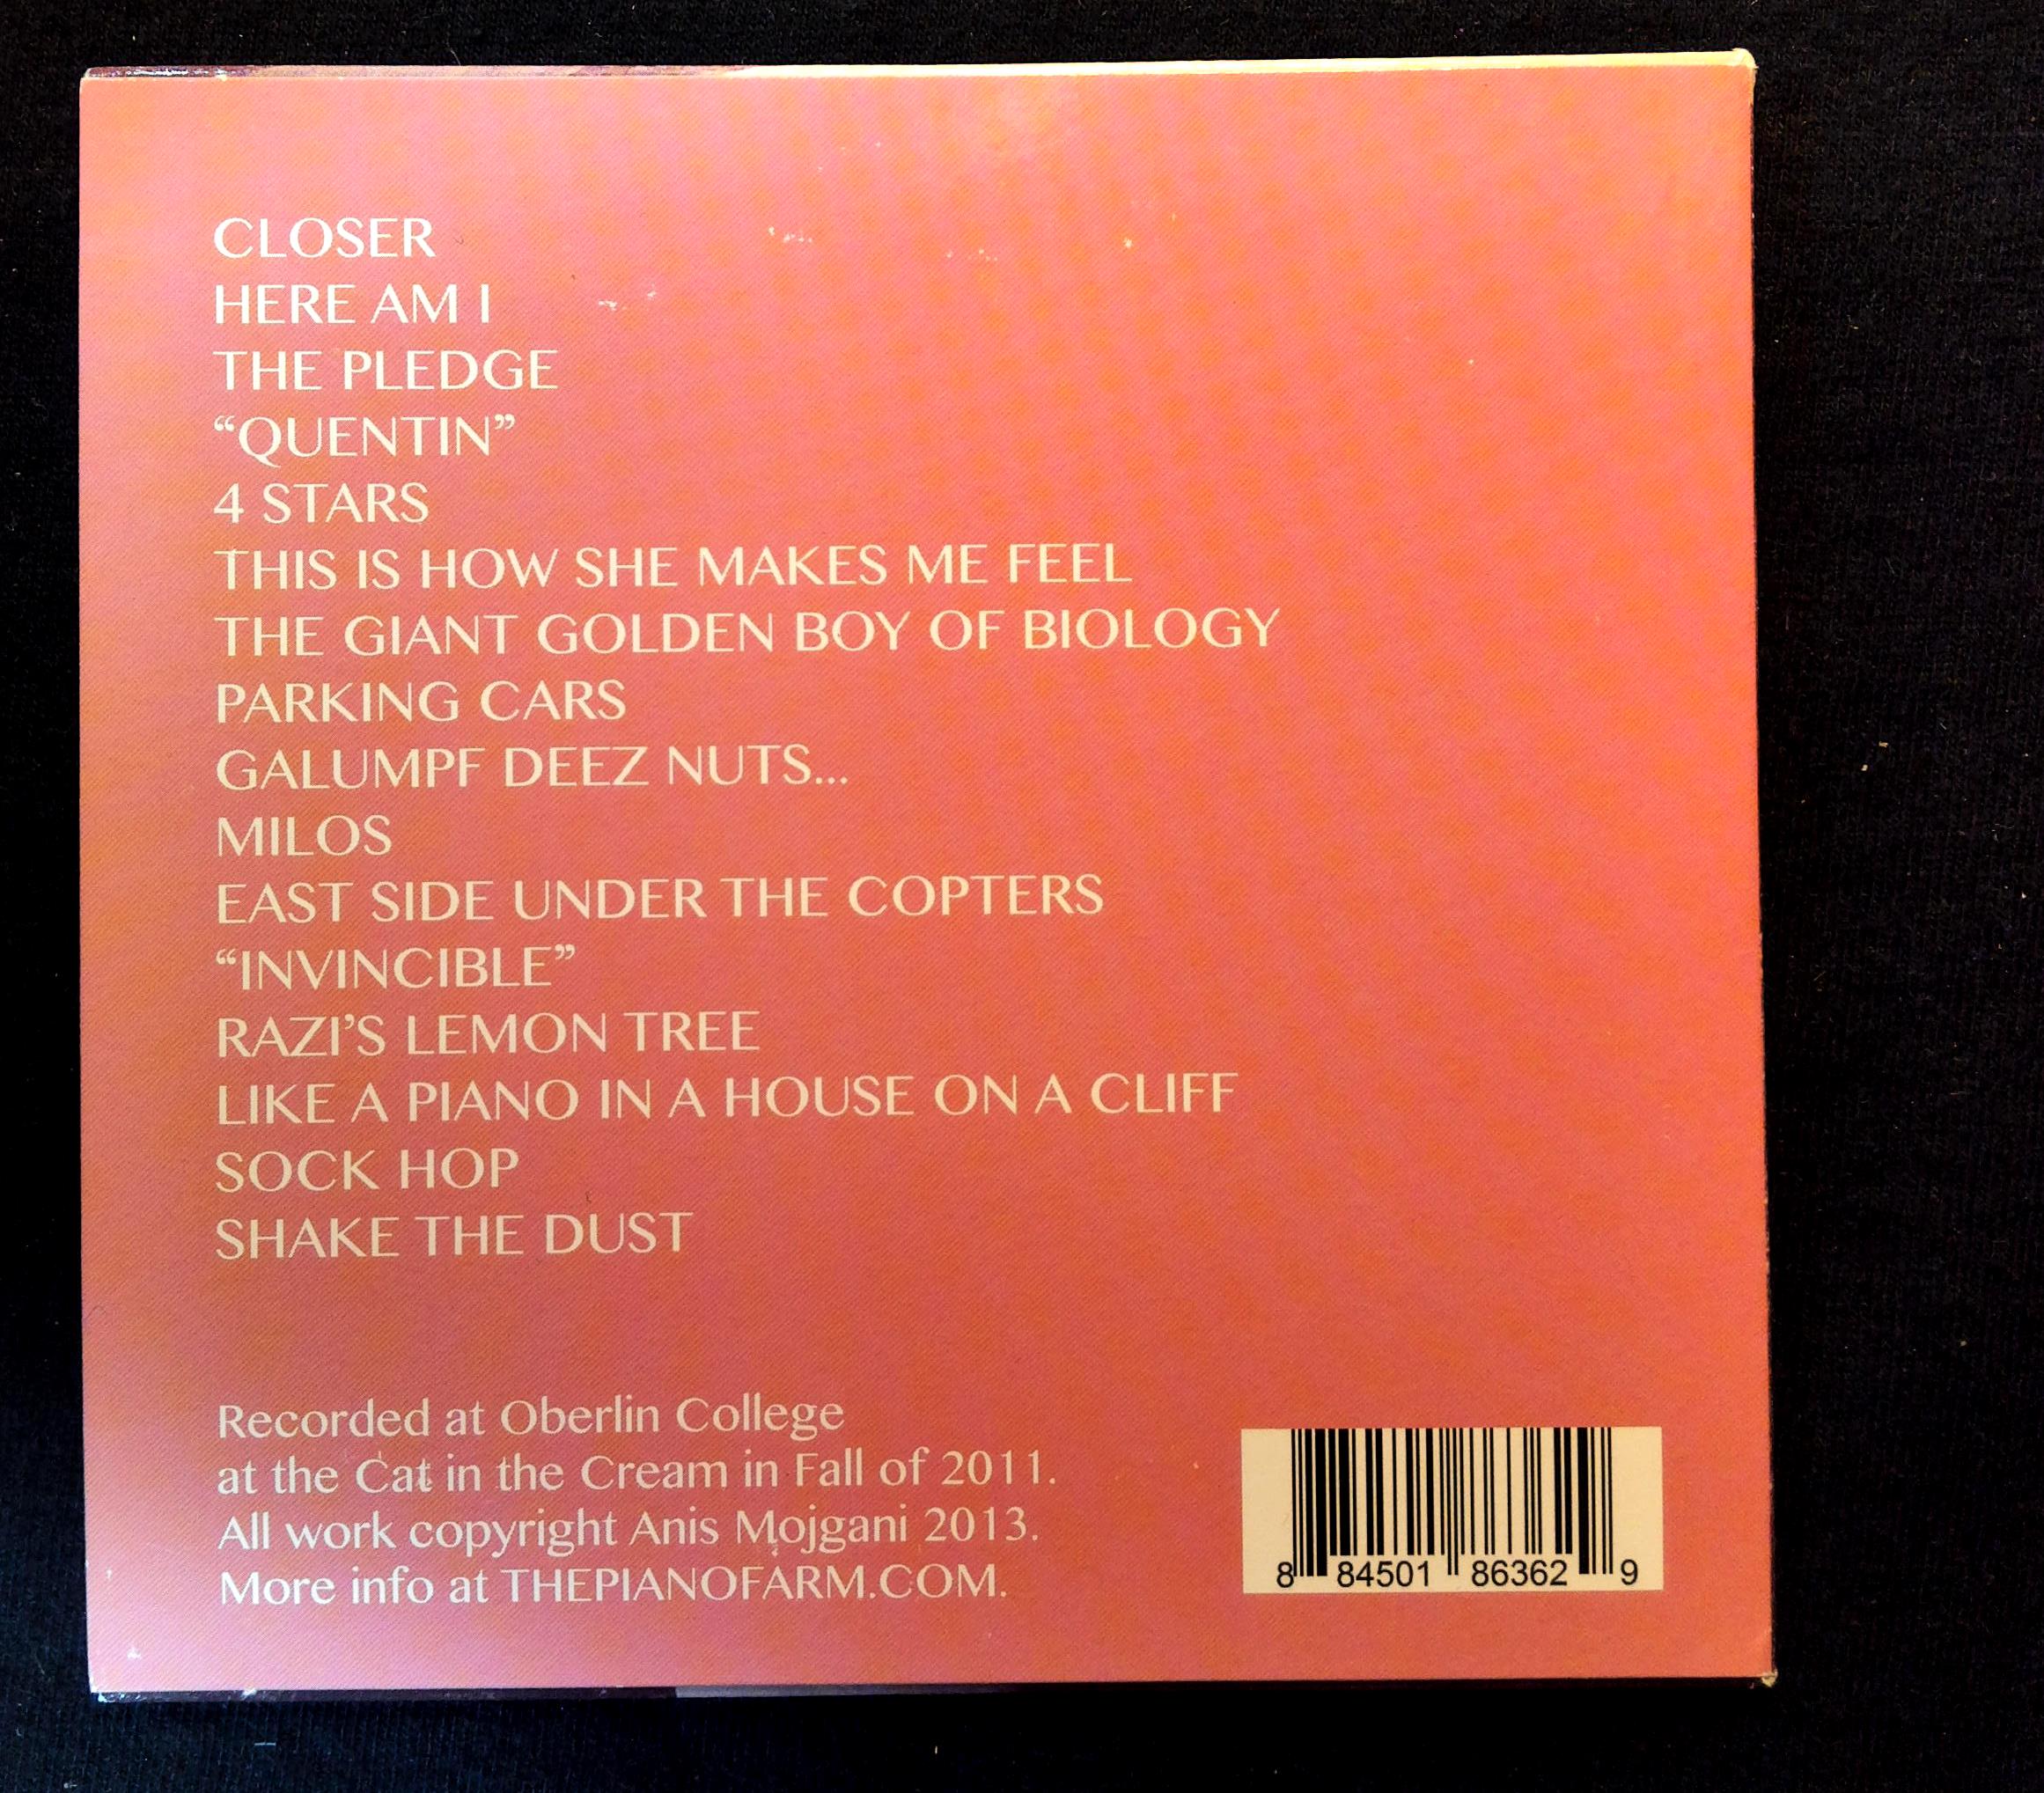 CLOSER
HERE AM I
THE PLEDGE
“QUENTIN”
4 STARS
THIS IS HOW SHE MAKES ME FEEL
THE GIANT GOLDEN BOY OF BIOLOGY
PARKING CARS
GALUMPF DEEZ NUTS...
MILOS
EAST SIDE UNDER THE COPTERS
“INVINCIBLE”
RAZI’S LEMON TREE
LIKE A PIANO IN A HOUSE ON A CLIFF
SOCK HOP
SHAKE THE DUST
Recorded at Oberlin College
at the Cat in the Cream in Fall of 2011.
All work copyright Anis Mojgani 2013.
More info at THEPIANOFARM.COM.
8 84501 86362 9